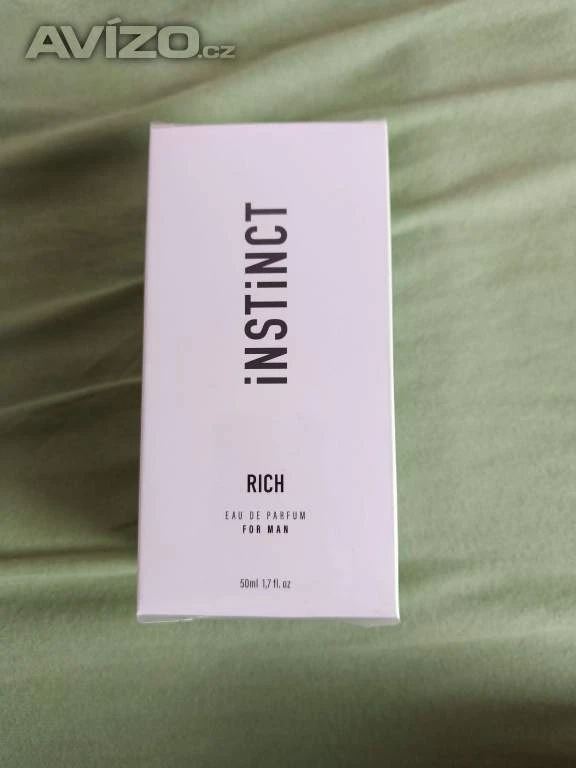 AVÍZO.cz
iNSTiNCT
RICH
EAU DE PARFUM
FOR MAN
50ml 1,7 fl. oz